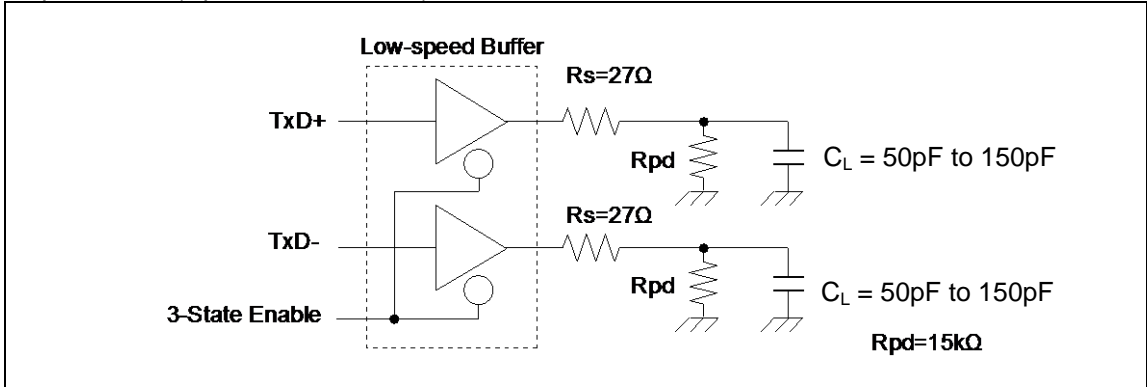 Low-speed Buffer
Rs=27Ω
TxD+
Rpd
CL = 50pF to 150pF
Rs=27Ω
TxD-
Rpd
CL = 50pF to 150pF
3-State Enable
Rpd=15kΩ